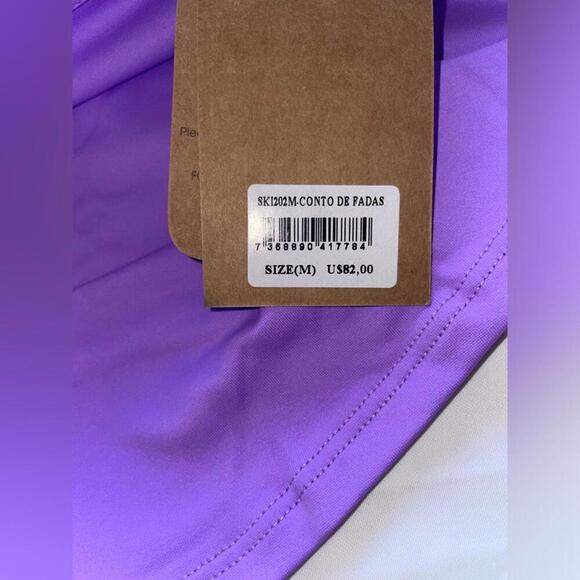 SKI202M-CONTO DE FADAS
7 368890 417784
SIZE(M) U$82,00